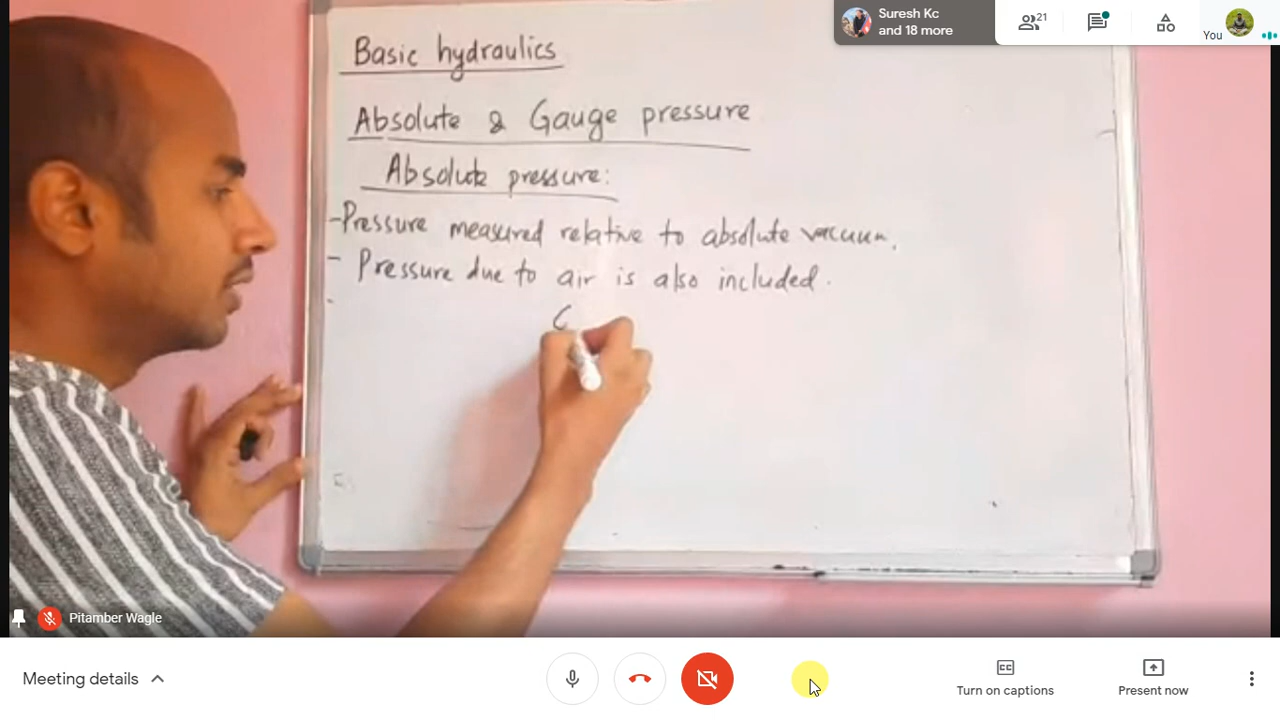 Suresh Kc
and 18 more
21
You
Basic hydraulics
Absolute & Gauge pressure
Absolute pressure:
-Pressure measured relative to absolute vacuum.
- Pressure due to air is also included.
Pitamber Wagle
Meeting details
CC
Turn on captions
Present now